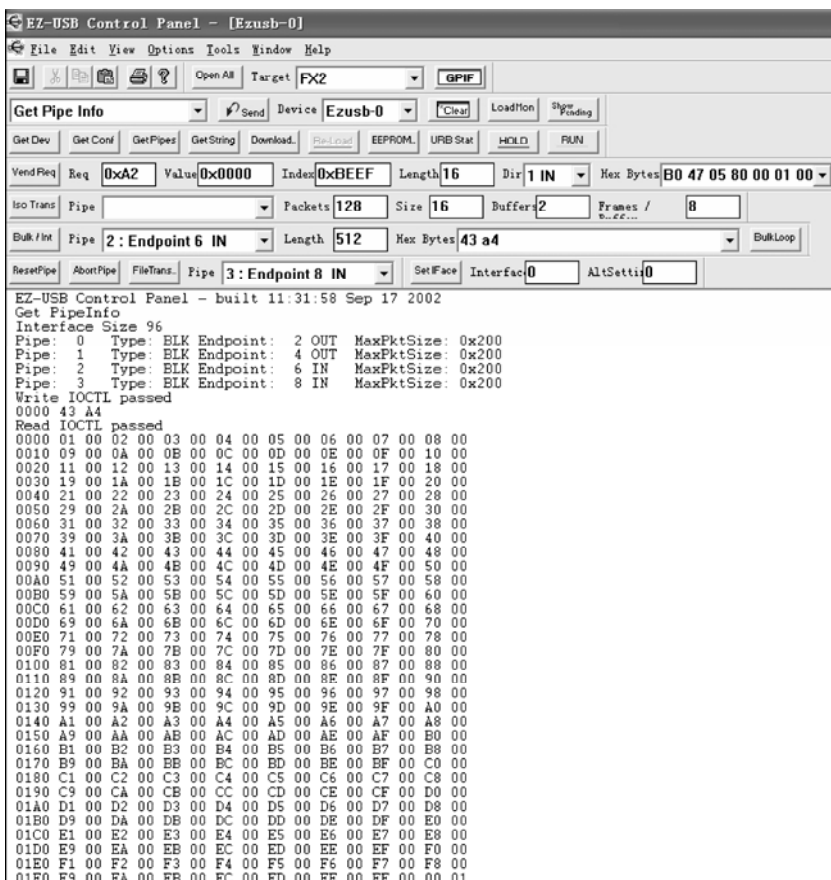 EZ-USB Control Panel - [Ezusb-0]
File Edit View Options Tools Window Help
Open All Target FX2 GPIF
Get Pipe Info Send Device Ezusb-0 Clear LoadMon Show Pending
Get Dev Get Conf GetPipes GetString Download.. Re-Load EEPROM.. URB Stat HOLD RUN
Vend Req Req 0xA2 Value 0x0000 Index 0xBEEF Length 16 Dir 1 IN Hex Bytes B0 47 05 80 00 01 00
Iso Trans Pipe Packets 128 Size 16 Buffers 2 Frames / 8
Bulk / Int Pipe 2 : Endpoint 6 IN Length 512 Hex Bytes 43 a4 BulkLoop
ResetPipe AbortPipe FileTrans.. Pipe 3 : Endpoint 8 IN Set IFace Interfac 0 AltSetti 0
EZ-USB Control Panel - built 11:31:58 Sep 17 2002
Get PipeInfo
Interface Size 96
Pipe: 0 Type: BLK Endpoint: 2 OUT MaxPktSize: 0x200
Pipe: 1 Type: BLK Endpoint: 4 OUT MaxPktSize: 0x200
Pipe: 2 Type: BLK Endpoint: 6 IN MaxPktSize: 0x200
Pipe: 3 Type: BLK Endpoint: 8 IN MaxPktSize: 0x200
Write IOCTL passed
0000 43 A4
Read IOCTL passed
0000 01 00 02 00 03 00 04 00 05 00 06 00 07 00 08 00
0010 09 00 0A 00 0B 00 0C 00 0D 00 0E 00 0F 00 10 00
0020 11 00 12 00 13 00 14 00 15 00 16 00 17 00 18 00
0030 19 00 1A 00 1B 00 1C 00 1D 00 1E 00 1F 00 20 00
0040 21 00 22 00 23 00 24 00 25 00 26 00 27 00 28 00
0050 29 00 2A 00 2B 00 2C 00 2D 00 2E 00 2F 00 30 00
0060 31 00 32 00 33 00 34 00 35 00 36 00 37 00 38 00
0070 39 00 3A 00 3B 00 3C 00 3D 00 3E 00 3F 00 40 00
0080 41 00 42 00 43 00 44 00 45 00 46 00 47 00 48 00
0090 49 00 4A 00 4B 00 4C 00 4D 00 4E 00 4F 00 50 00
00A0 51 00 52 00 53 00 54 00 55 00 56 00 57 00 58 00
00B0 59 00 5A 00 5B 00 5C 00 5D 00 5E 00 5F 00 60 00
00C0 61 00 62 00 63 00 64 00 65 00 66 00 67 00 68 00
00D0 69 00 6A 00 6B 00 6C 00 6D 00 6E 00 6F 00 70 00
00E0 71 00 72 00 73 00 74 00 75 00 76 00 77 00 78 00
00F0 79 00 7A 00 7B 00 7C 00 7D 00 7E 00 7F 00 80 00
0100 81 00 82 00 83 00 84 00 85 00 86 00 87 00 88 00
0110 89 00 8A 00 8B 00 8C 00 8D 00 8E 00 8F 00 90 00
0120 91 00 92 00 93 00 94 00 95 00 96 00 97 00 98 00
0130 99 00 9A 00 9B 00 9C 00 9D 00 9E 00 9F 00 A0 00
0140 A1 00 A2 00 A3 00 A4 00 A5 00 A6 00 A7 00 A8 00
0150 A9 00 AA 00 AB 00 AC 00 AD 00 AE 00 AF 00 B0 00
0160 B1 00 B2 00 B3 00 B4 00 B5 00 B6 00 B7 00 B8 00
0170 B9 00 BA 00 BB 00 BC 00 BD 00 BE 00 BF 00 C0 00
0180 C1 00 C2 00 C3 00 C4 00 C5 00 C6 00 C7 00 C8 00
0190 C9 00 CA 00 CB 00 CC 00 CD 00 CE 00 CF 00 D0 00
01A0 D1 00 D2 00 D3 00 D4 00 D5 00 D6 00 D7 00 D8 00
01B0 D9 00 DA 00 DB 00 DC 00 DD 00 DE 00 DF 00 E0 00
01C0 E1 00 E2 00 E3 00 E4 00 E5 00 E6 00 E7 00 E8 00
01D0 E9 00 EA 00 EB 00 EC 00 ED 00 EE 00 EF 00 F0 00
01E0 F1 00 F2 00 F3 00 F4 00 F5 00 F6 00 F7 00 F8 00